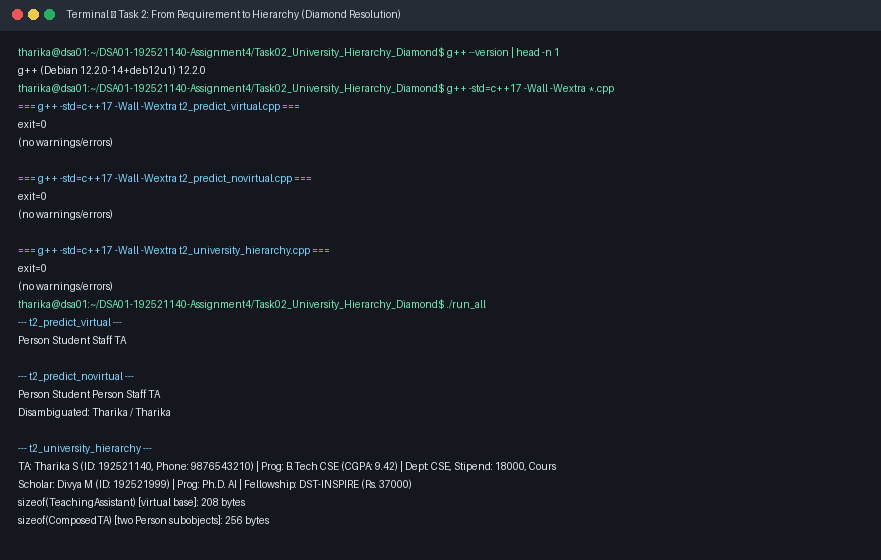 Terminal ▯ Task 2: From Requirement to Hierarchy (Diamond Resolution)
tharika@dsa01:~/DSA01-192521140-Assignment4/Task02_University_Hierarchy_Diamond$ g++ --version | head -n 1
g++ (Debian 12.2.0-14+deb12u1) 12.2.0
tharika@dsa01:~/DSA01-192521140-Assignment4/Task02_University_Hierarchy_Diamond$ g++ -std=c++17 -Wall -Wextra *.cpp
=== g++ -std=c++17 -Wall -Wextra t2_predict_virtual.cpp ===
exit=0
(no warnings/errors)
=== g++ -std=c++17 -Wall -Wextra t2_predict_novirtual.cpp ===
exit=0
(no warnings/errors)
=== g++ -std=c++17 -Wall -Wextra t2_university_hierarchy.cpp ===
exit=0
(no warnings/errors)
tharika@dsa01:~/DSA01-192521140-Assignment4/Task02_University_Hierarchy_Diamond$ ./run_all
--- t2_predict_virtual ---
Person Student Staff TA
--- t2_predict_novirtual ---
Person Student Person Staff TA
Disambiguated: Tharika / Tharika
--- t2_university_hierarchy ---
TA: Tharika S (ID: 192521140, Phone: 9876543210) | Prog: B.Tech CSE (CGPA: 9.42) | Dept: CSE, Stipend: 18000, Cours
Scholar: Divya M (ID: 192521999) | Prog: Ph.D. AI | Fellowship: DST-INSPIRE (Rs. 37000)
sizeof(TeachingAssistant) [virtual base]: 208 bytes
sizeof(ComposedTA) [two Person subobjects]: 256 bytes